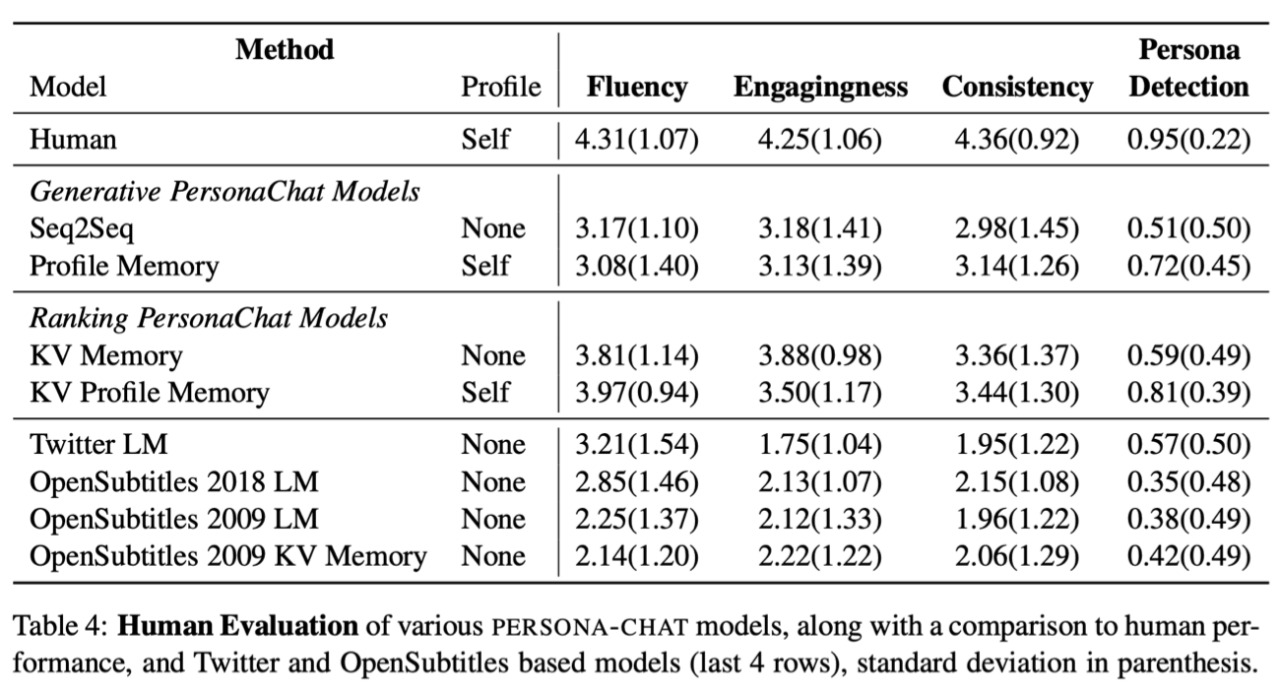 Method Persona
Model Profile Fluency Engagingness Consistency Detection
Human Self 4.31(1.07) 4.25(1.06) 4.36(0.92) 0.95(0.22)
Generative PersonaChat Models
Seq2Seq None 3.17(1.10) 3.18(1.41) 2.98(1.45) 0.51(0.50)
Profile Memory Self 3.08(1.40) 3.13(1.39) 3.14(1.26) 0.72(0.45)
Ranking PersonaChat Models
KV Memory None 3.81(1.14) 3.88(0.98) 3.36(1.37) 0.59(0.49)
KV Profile Memory Self 3.97(0.94) 3.50(1.17) 3.44(1.30) 0.81(0.39)
Twitter LM None 3.21(1.54) 1.75(1.04) 1.95(1.22) 0.57(0.50)
OpenSubtitles 2018 LM None 2.85(1.46) 2.13(1.07) 2.15(1.08) 0.35(0.48)
OpenSubtitles 2009 LM None 2.25(1.37) 2.12(1.33) 1.96(1.22) 0.38(0.49)
OpenSubtitles 2009 KV Memory None 2.14(1.20) 2.22(1.22) 2.06(1.29) 0.42(0.49)
Table 4: Human Evaluation of various PERSONA-CHAT models, along with a comparison to human per-
formance, and Twitter and OpenSubtitles based models (last 4 rows), standard deviation in parenthesis.